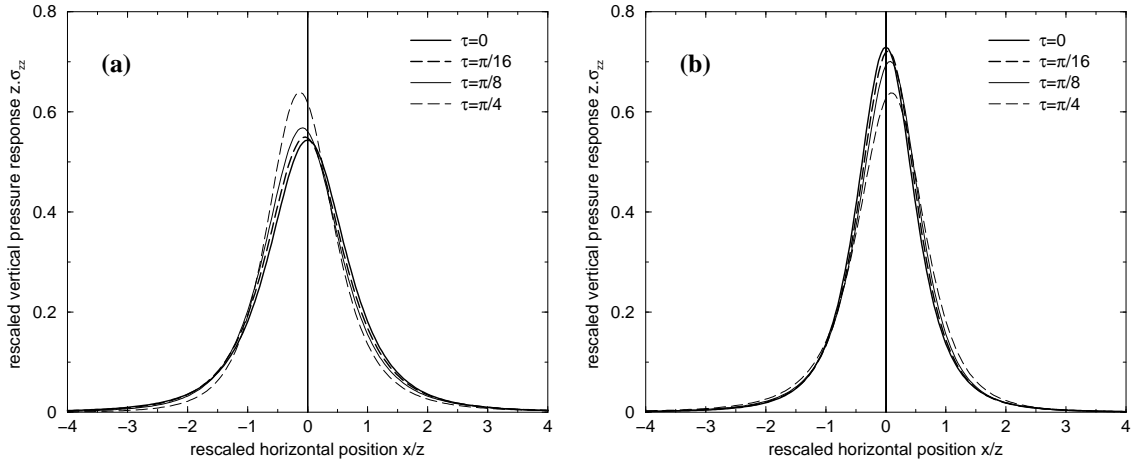 rescaled vertical pressure response z.σzz
0.8
0.6
0.4
0.2
0
(a)
τ=0
τ=π/16
τ=π/8
τ=π/4
−4 −3 −2 −1 0 1 2 3 4
rescaled horizontal position x/z
rescaled vertical pressure response z.σzz
0.8
0.6
0.4
0.2
0
(b)
τ=0
τ=π/16
τ=π/8
τ=π/4
−4 −3 −2 −1 0 1 2 3 4
rescaled horizontal position x/z